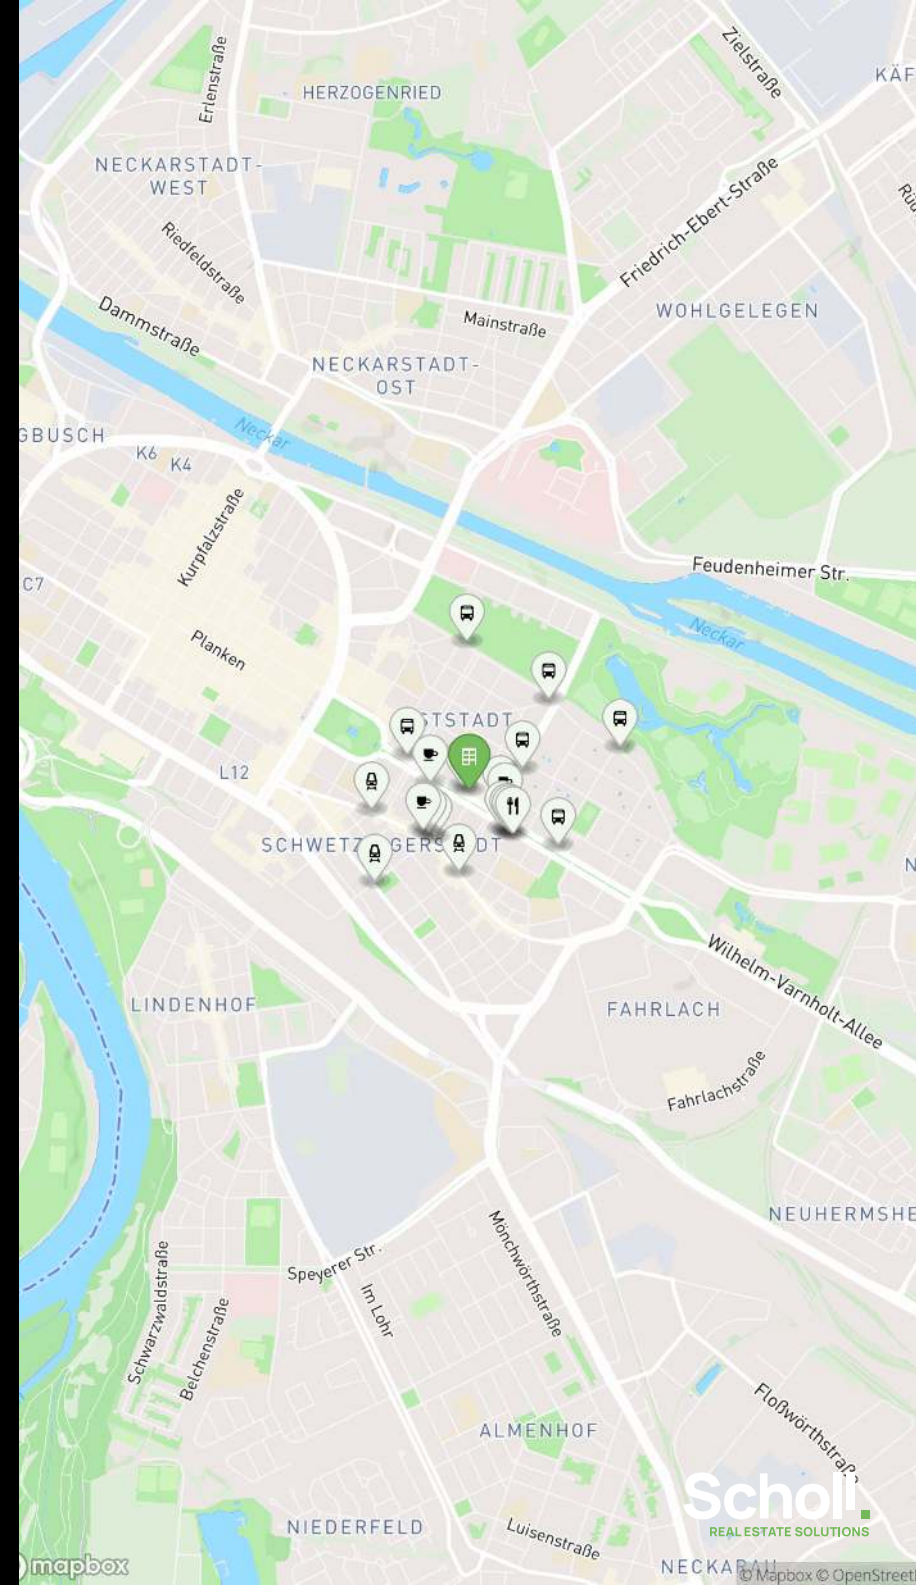 Zielstraße
KÄF
Erlenstraße
HERZOGENRIED
NECKARSTADT-
WEST
Friedrich-Ebert-Straße
Riedfeldstraße
Dammstraße
Mainstraße
WOHLGELEGEN
NECKARSTADT-
OST
Neckar
GBUSCH
K6
K4
Kurpfalzstraße
Feudenheimer Str.
C7
Neckar
Planken
STSTADT
L12
SCHWETZ
GERS
DT
N
Wilhelm-Varnholt-Allee
LINDENHOF
FAHRLACH
Fahrlachstraße
NEUHERMSHE
Mönchwörthstraße
Speyerer Str.
Schwarzwaldstraße
Im Lohr
Belchenstraße
Floßwörthstraße
ALMENHOF
Scholl.
REAL ESTATE SOLUTIONS
NIEDERFELD
Luisenstraße
NECKARAU
mapbox
© Mapbox © OpenStreet